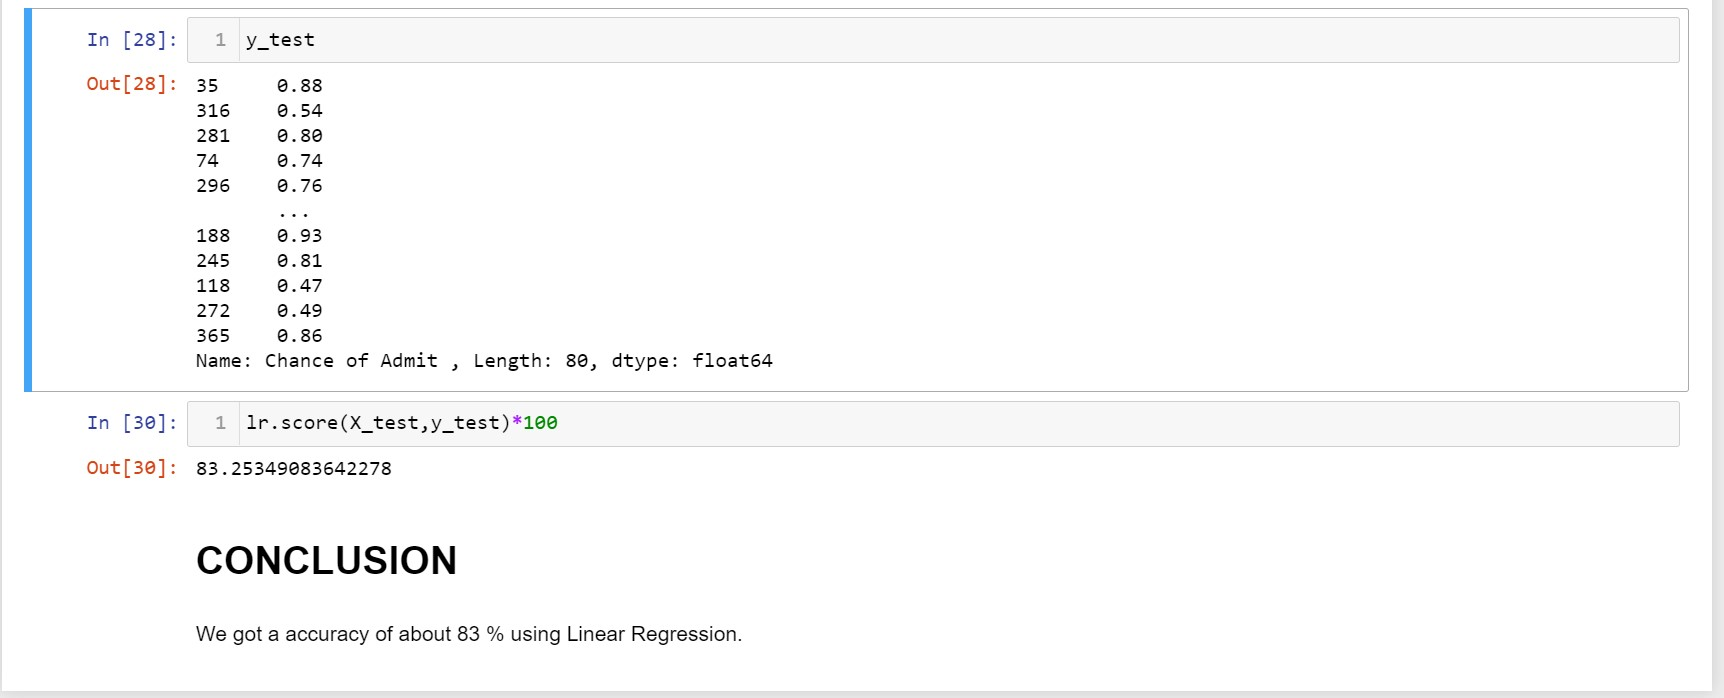 In [28]: 1 y_test
Out[28]: 35 0.88
316 0.54
281 0.80
74 0.74
296 0.76
...
188 0.93
245 0.81
118 0.47
272 0.49
365 0.86
Name: Chance of Admit , Length: 80, dtype: float64
In [30]: 1 lr.score(X_test,y_test)*100
Out[30]: 83.25349083642278
CONCLUSION
We got a accuracy of about 83 % using Linear Regression.